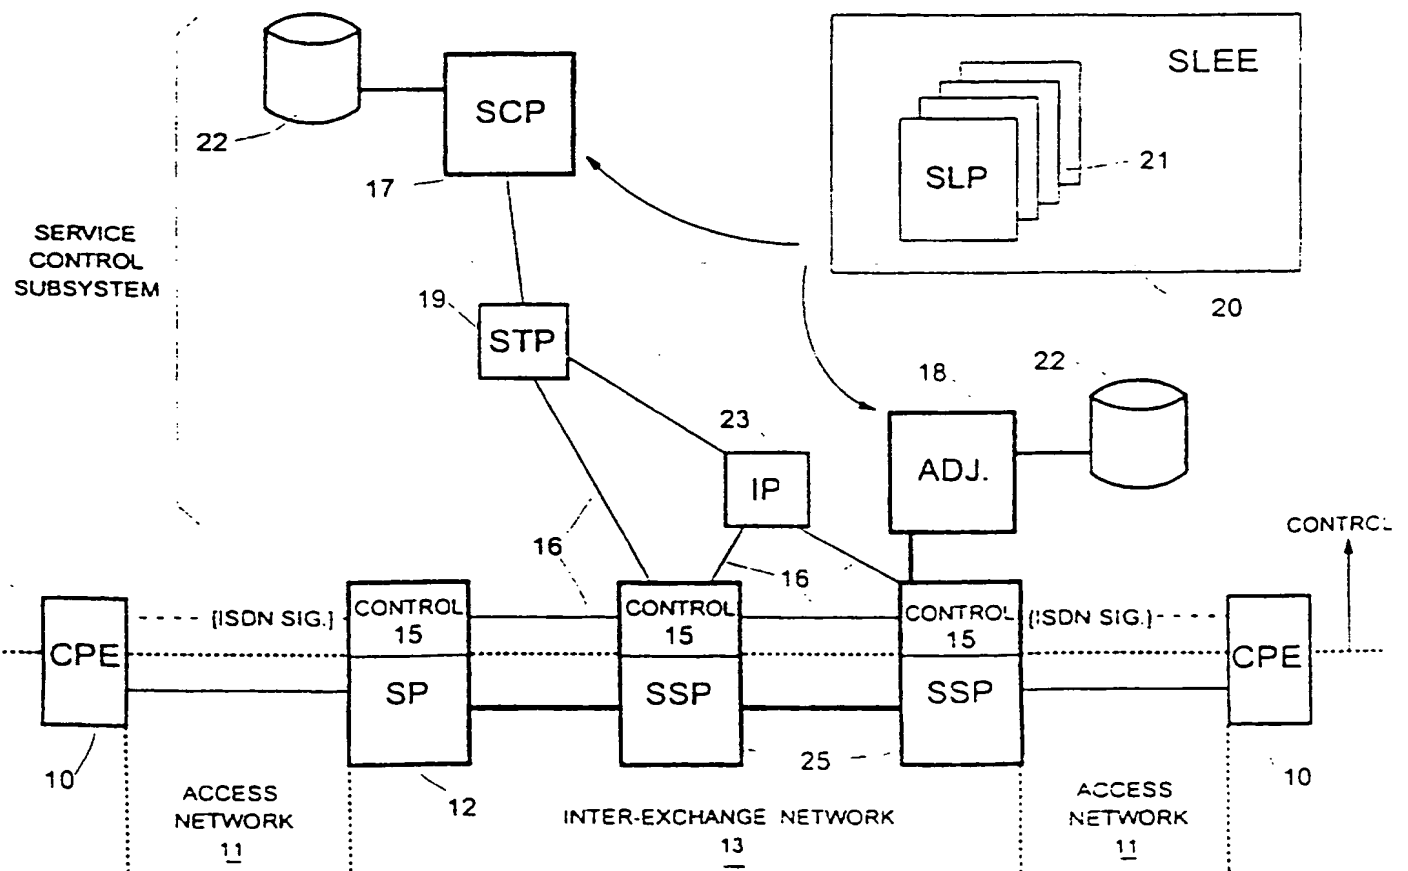 SLEE
SCP
22
17
SLP
21
SERVICE
CONTROL
SUBSYSTEM
20
19
STP
18
22
23
IP
ADJ.
CONTROL
16
16
CPE
{ISDN SIG.}
CONTROL
15
SP
CONTROL
15
SSP
CONTROL
15
SSP
{ISDN SIG.}
CPE
10
12
25
10
ACCESS
NETWORK
11
INTER-EXCHANGE NETWORK
13
ACCESS
NETWORK
11